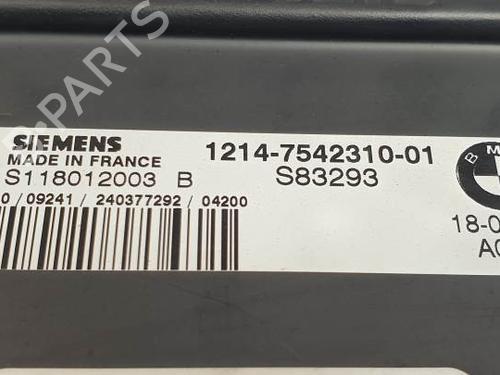 SIEMENS
MADE IN FRANCE
S118012003 B
0 / 09241 / 240377292 / 04200
1214-7542310-01
S83293
B M
18-0
A
B-PARTS